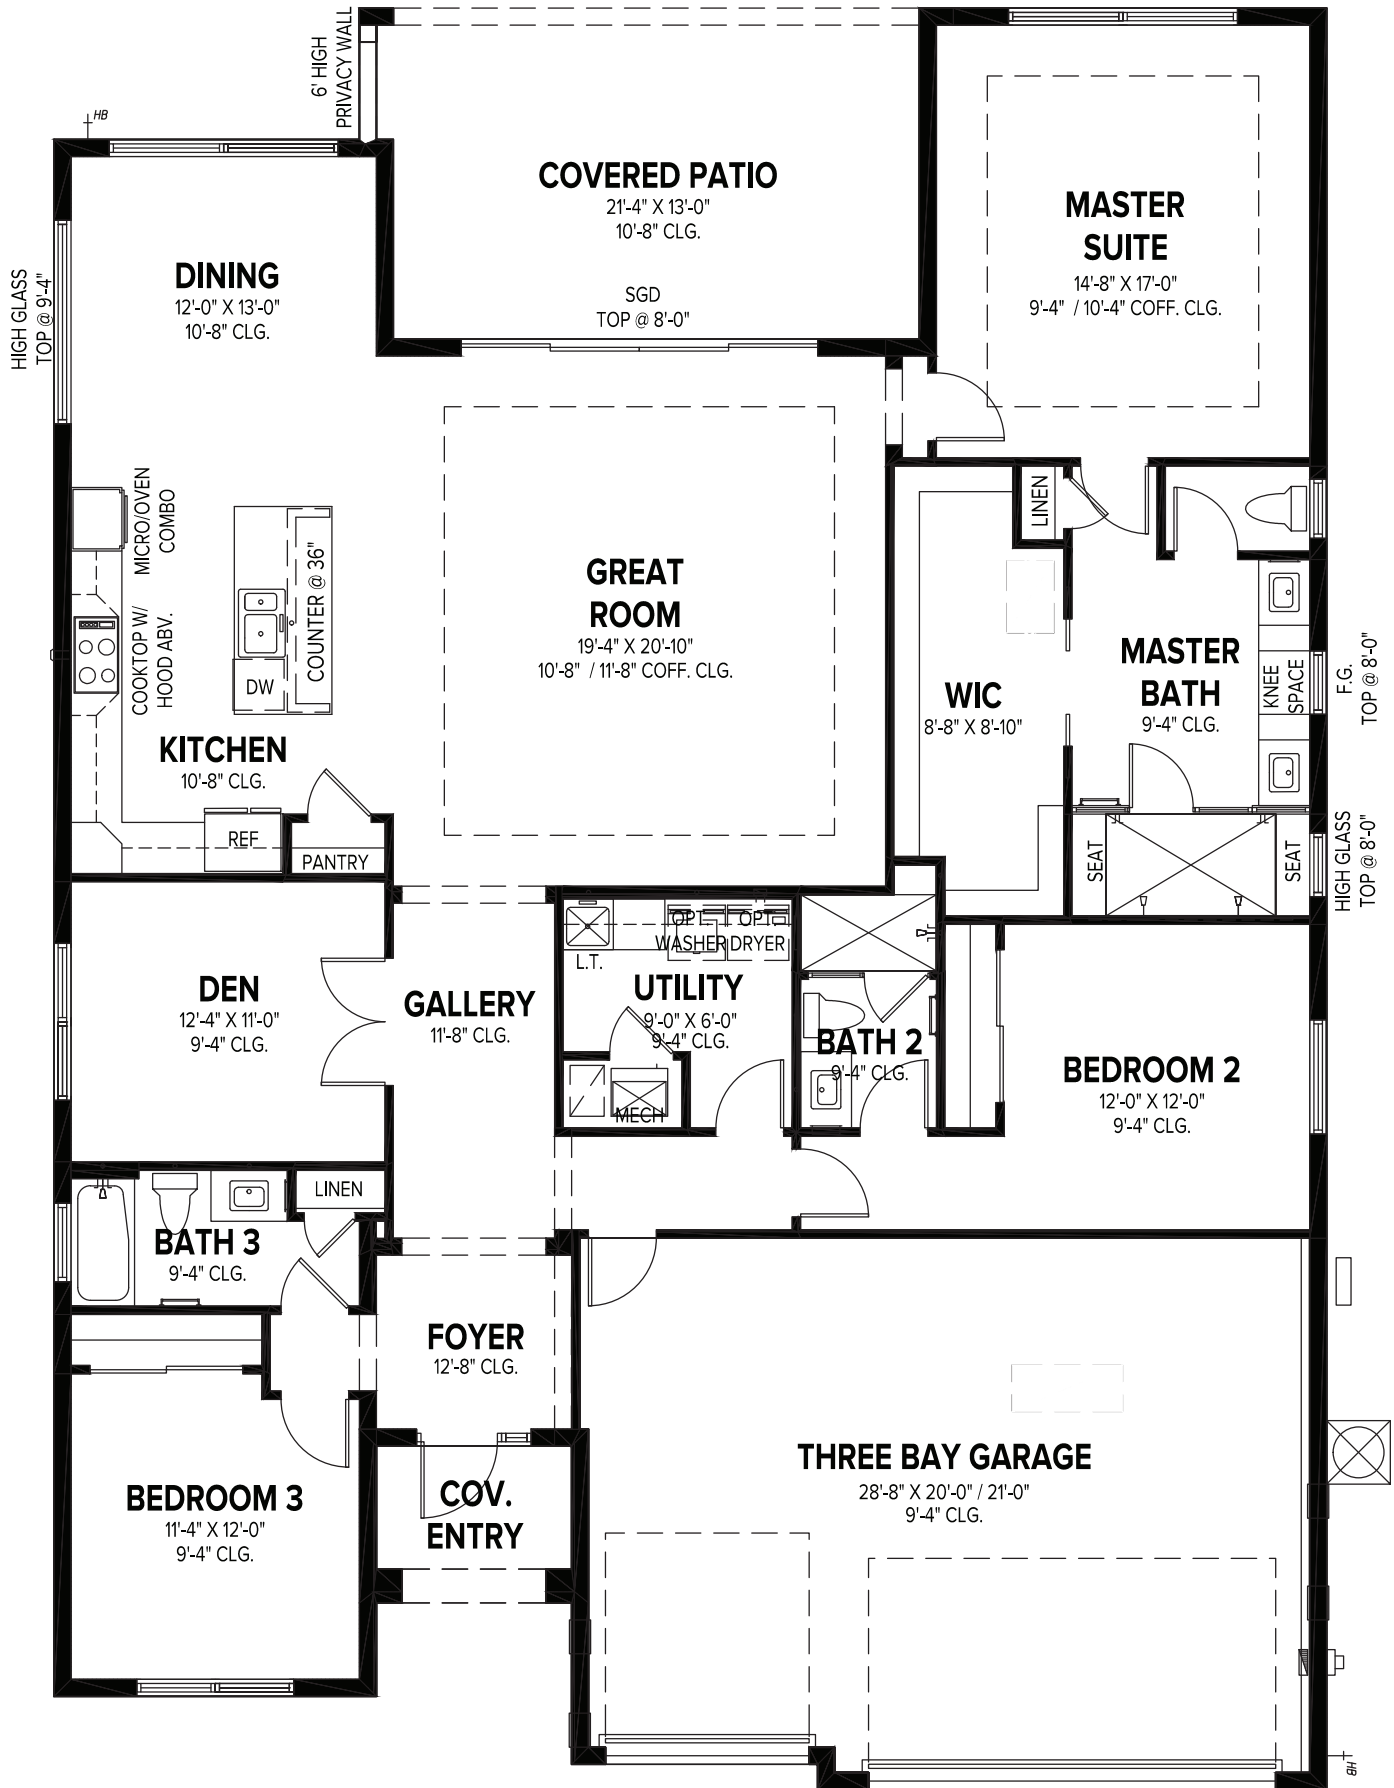 6' HIGH
PRIVACY WALL
HB
COVERED PATIO
21'-4" X 13'-0"
10'-8" CLG.
SGD
TOP @ 8'-0"
MASTER
SUITE
14'-8" X 17'-0"
9'-4" / 10'-4" COFF. CLG.
DINING
12'-0" X 13'-0"
10'-8" CLG.
HIGH GLASS
TOP @ 9'-4"
MICRO/OVEN
COMBO
COOKTOP W/
HOOD ABV.
COUNTER @ 36"
DW
KITCHEN
10'-8" CLG.
REF
PANTRY
GREAT
ROOM
19'-4" X 20'-10"
10'-8" / 11'-8" COFF. CLG.
LINEN
WIC
8'-8" X 8'-10"
MASTER
BATH
9'-4" CLG.
KNEE
SPACE
F.G.
TOP @ 8'-0"
SEAT
SEAT
HIGH GLASS
TOP @ 8'-0"
DEN
12'-4" X 11'-0"
9'-4" CLG.
GALLERY
11'-8" CLG.
L.T.
OPT.
WASHER
OPT.
DRYER
UTILITY
9'-0" X 6'-0"
9'-4" CLG.
MECH
BATH 2
9'-4" CLG.
BEDROOM 2
12'-0" X 12'-0"
9'-4" CLG.
LINEN
BATH 3
9'-4" CLG.
FOYER
12'-8" CLG.
BEDROOM 3
11'-4" X 12'-0"
9'-4" CLG.
COV.
ENTRY
THREE BAY GARAGE
28'-8" X 20'-0" / 21'-0"
9'-4" CLG.
HB